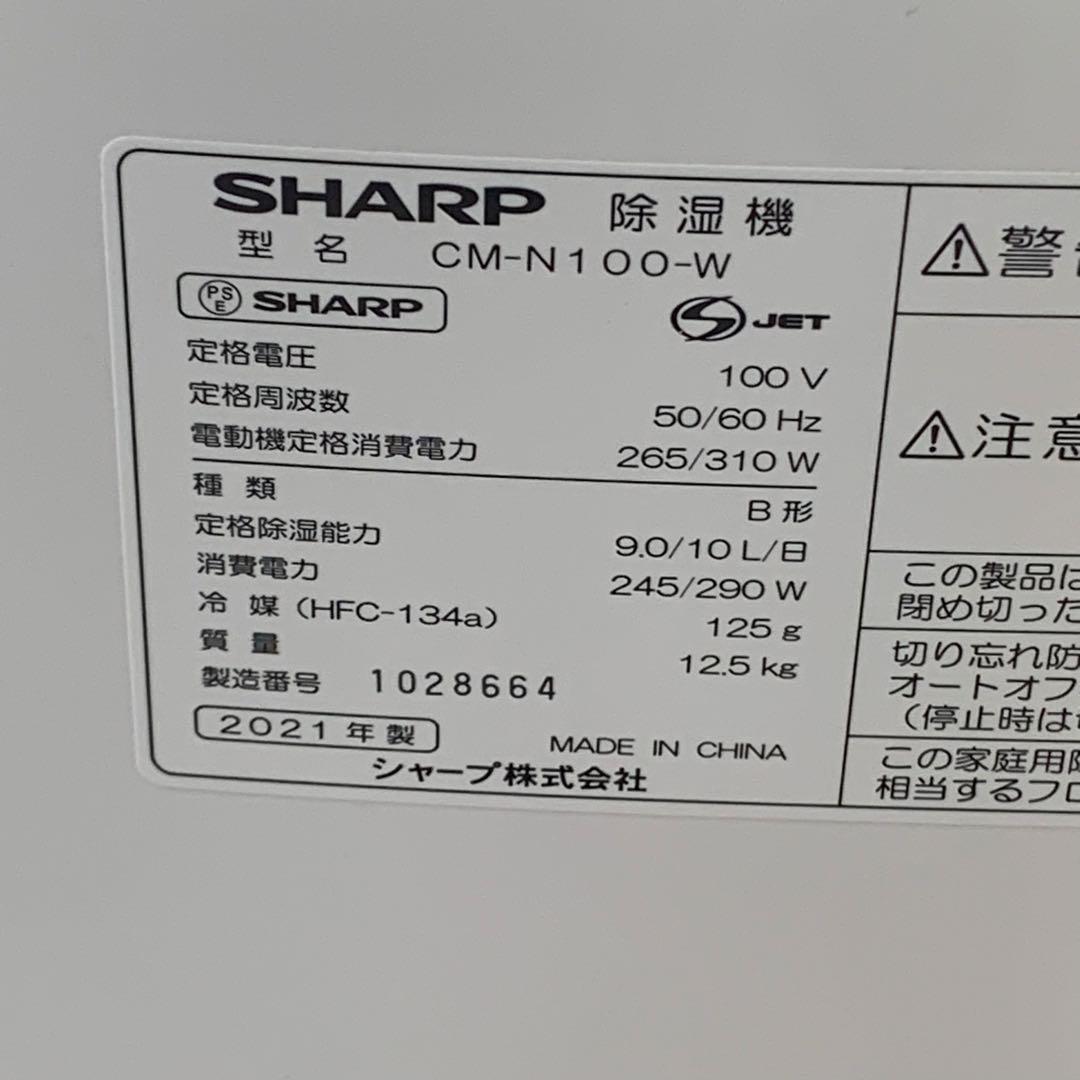 SHARP 除湿機
型名 CM-N100-W
PSE SHARP
S JET
定格電圧 100 V
定格周波数 50/60 Hz
電動機定格消費電力 265/310 W
種類 B形
定格除湿能力 9.0/10 L/日
消費電力 245/290 W
冷媒(HFC-134a) 125 g
質量 12.5 kg
製造番号 1028664
2021年製 MADE IN CHINA
シャープ株式会社
⚠警
⚠注意
この製品は
閉め切った
切り忘れ防
オートオフ
(停止時は
この家庭用
相当するフロ